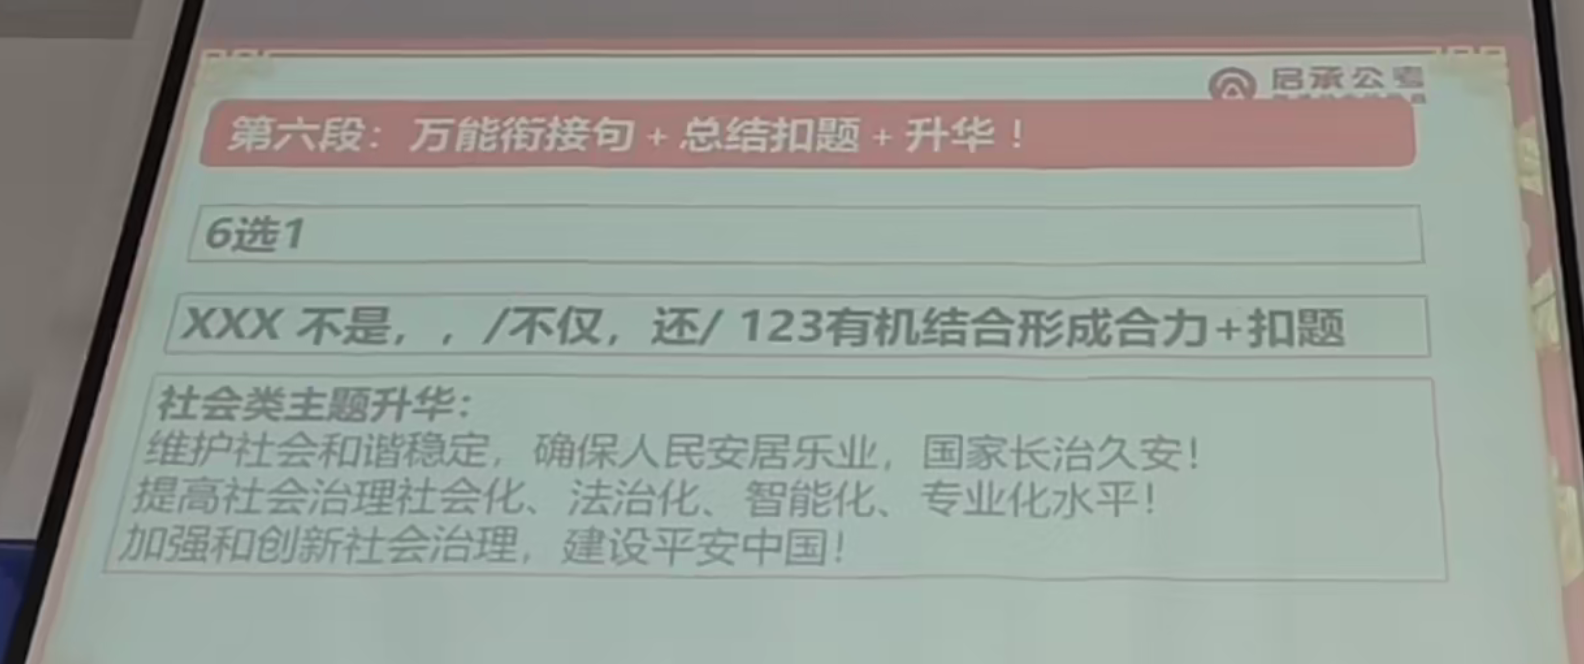 启承公考
第六段：万能衔接句 + 总结扣题 + 升华！
6选1
XXX 不是，，/不仅，还/ 123有机结合形成合力+扣题
社会类主题升华：
维护社会和谐稳定，确保人民安居乐业，国家长治久安！
提高社会治理社会化、法治化、智能化、专业化水平！
加强和创新社会治理，建设平安中国！